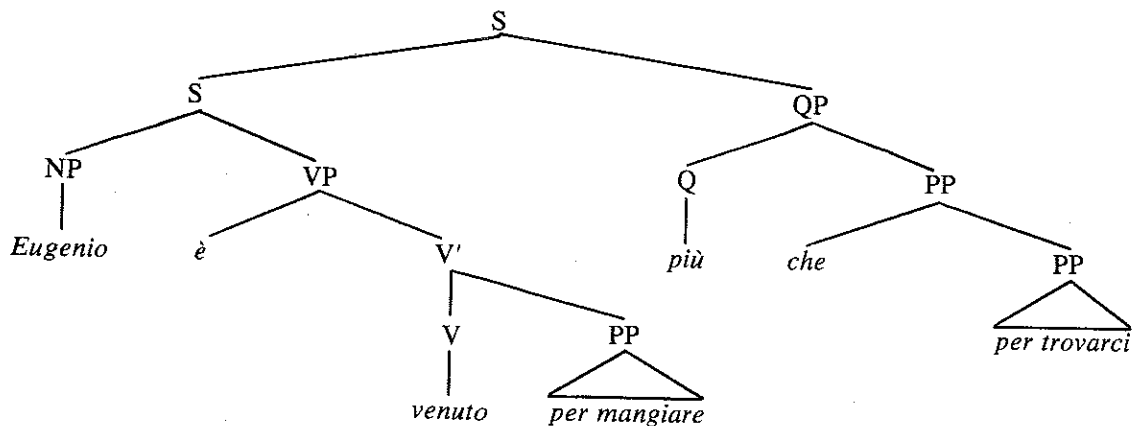 S
S QP
NP VP Q PP
Eugenio è V' più che PP
V PP per trovarci
venuto per mangiare